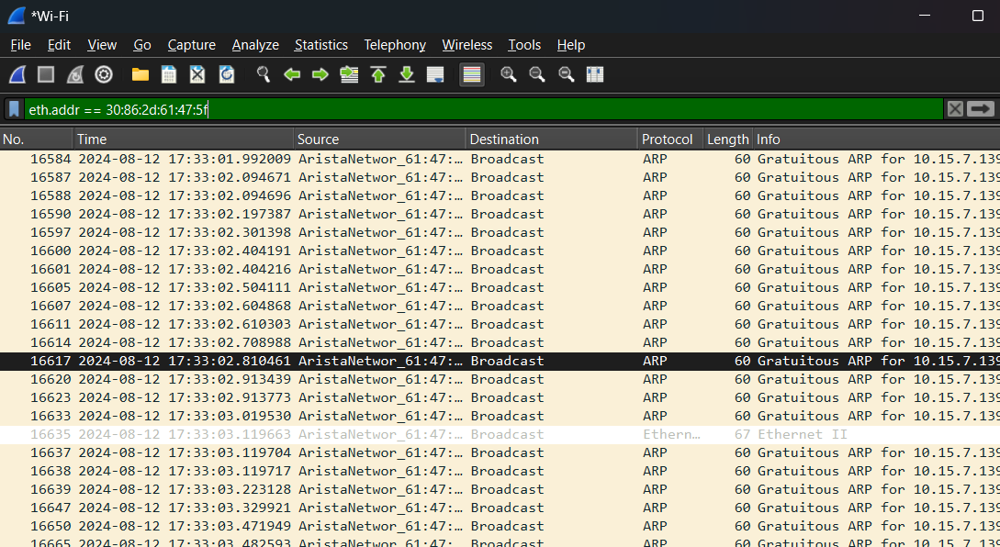 *Wi-Fi
File Edit View Go Capture Analyze Statistics Telephony Wireless Tools Help
eth.addr == 30:86:2d:61:47:5f
No. Time Source Destination Protocol Length Info
16584 2024-08-12 17:33:01.992009 AristaNetwor_61:47:… Broadcast ARP 60 Gratuitous ARP for 10.15.7.139
16587 2024-08-12 17:33:02.094671 AristaNetwor_61:47:… Broadcast ARP 60 Gratuitous ARP for 10.15.7.139
16588 2024-08-12 17:33:02.094696 AristaNetwor_61:47:… Broadcast ARP 60 Gratuitous ARP for 10.15.7.139
16590 2024-08-12 17:33:02.197387 AristaNetwor_61:47:… Broadcast ARP 60 Gratuitous ARP for 10.15.7.139
16597 2024-08-12 17:33:02.301398 AristaNetwor_61:47:… Broadcast ARP 60 Gratuitous ARP for 10.15.7.139
16600 2024-08-12 17:33:02.404191 AristaNetwor_61:47:… Broadcast ARP 60 Gratuitous ARP for 10.15.7.139
16601 2024-08-12 17:33:02.404216 AristaNetwor_61:47:… Broadcast ARP 60 Gratuitous ARP for 10.15.7.139
16605 2024-08-12 17:33:02.504111 AristaNetwor_61:47:… Broadcast ARP 60 Gratuitous ARP for 10.15.7.139
16607 2024-08-12 17:33:02.604868 AristaNetwor_61:47:… Broadcast ARP 60 Gratuitous ARP for 10.15.7.139
16611 2024-08-12 17:33:02.610303 AristaNetwor_61:47:… Broadcast ARP 60 Gratuitous ARP for 10.15.7.139
16614 2024-08-12 17:33:02.708988 AristaNetwor_61:47:… Broadcast ARP 60 Gratuitous ARP for 10.15.7.139
16617 2024-08-12 17:33:02.810461 AristaNetwor_61:47:… Broadcast ARP 60 Gratuitous ARP for 10.15.7.139
16620 2024-08-12 17:33:02.913439 AristaNetwor_61:47:… Broadcast ARP 60 Gratuitous ARP for 10.15.7.139
16623 2024-08-12 17:33:02.913773 AristaNetwor_61:47:… Broadcast ARP 60 Gratuitous ARP for 10.15.7.139
16633 2024-08-12 17:33:03.019530 AristaNetwor_61:47:… Broadcast ARP 60 Gratuitous ARP for 10.15.7.139
16635 2024-08-12 17:33:03.119663 AristaNetwor_61:47:… Broadcast Ethern… 67 Ethernet II
16637 2024-08-12 17:33:03.119704 AristaNetwor_61:47:… Broadcast ARP 60 Gratuitous ARP for 10.15.7.139
16638 2024-08-12 17:33:03.119717 AristaNetwor_61:47:… Broadcast ARP 60 Gratuitous ARP for 10.15.7.139
16639 2024-08-12 17:33:03.223128 AristaNetwor_61:47:… Broadcast ARP 60 Gratuitous ARP for 10.15.7.139
16647 2024-08-12 17:33:03.329921 AristaNetwor_61:47:… Broadcast ARP 60 Gratuitous ARP for 10.15.7.139
16650 2024-08-12 17:33:03.471949 AristaNetwor_61:47:… Broadcast ARP 60 Gratuitous ARP for 10.15.7.139
16665 2024-08-12 17:33:03.482593 AristaNetwor_61:47:… Broadcast ARP 60 Gratuitous ARP for 10.15.7.139